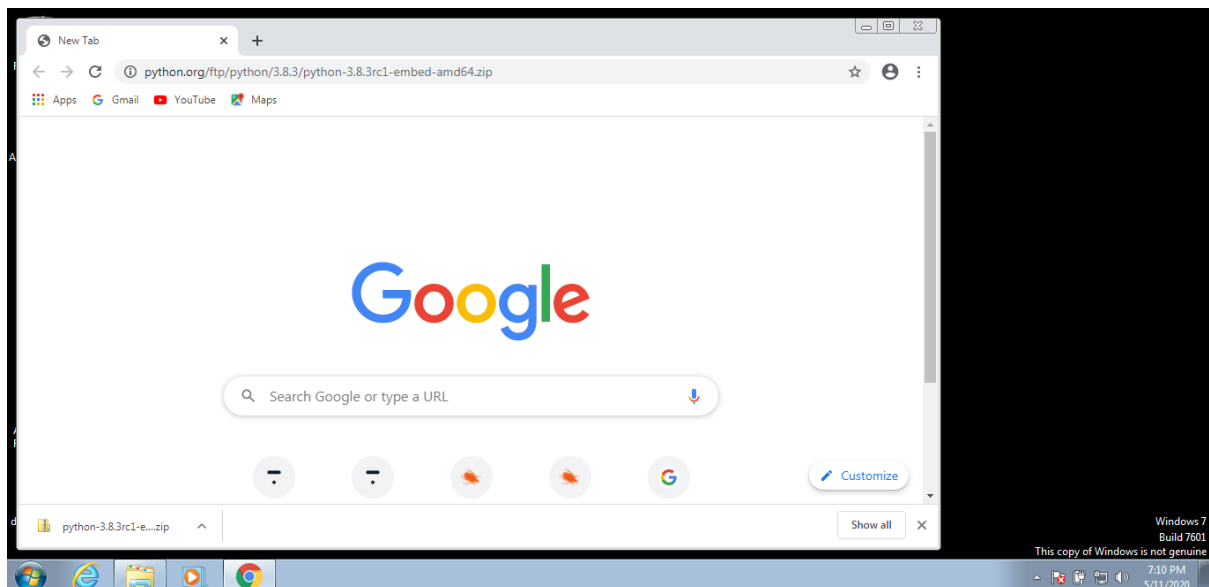 New Tab
python.org/ftp/python/3.8.3/python-3.8.3rc1-embed-amd64.zip
Apps Gmail YouTube Maps
Google
Search Google or type a URL
Customize
python-3.8.3rc1-e....zip
Show all
Windows 7
Build 7601
This copy of Windows is not genuine
7:10 PM
5/11/2020